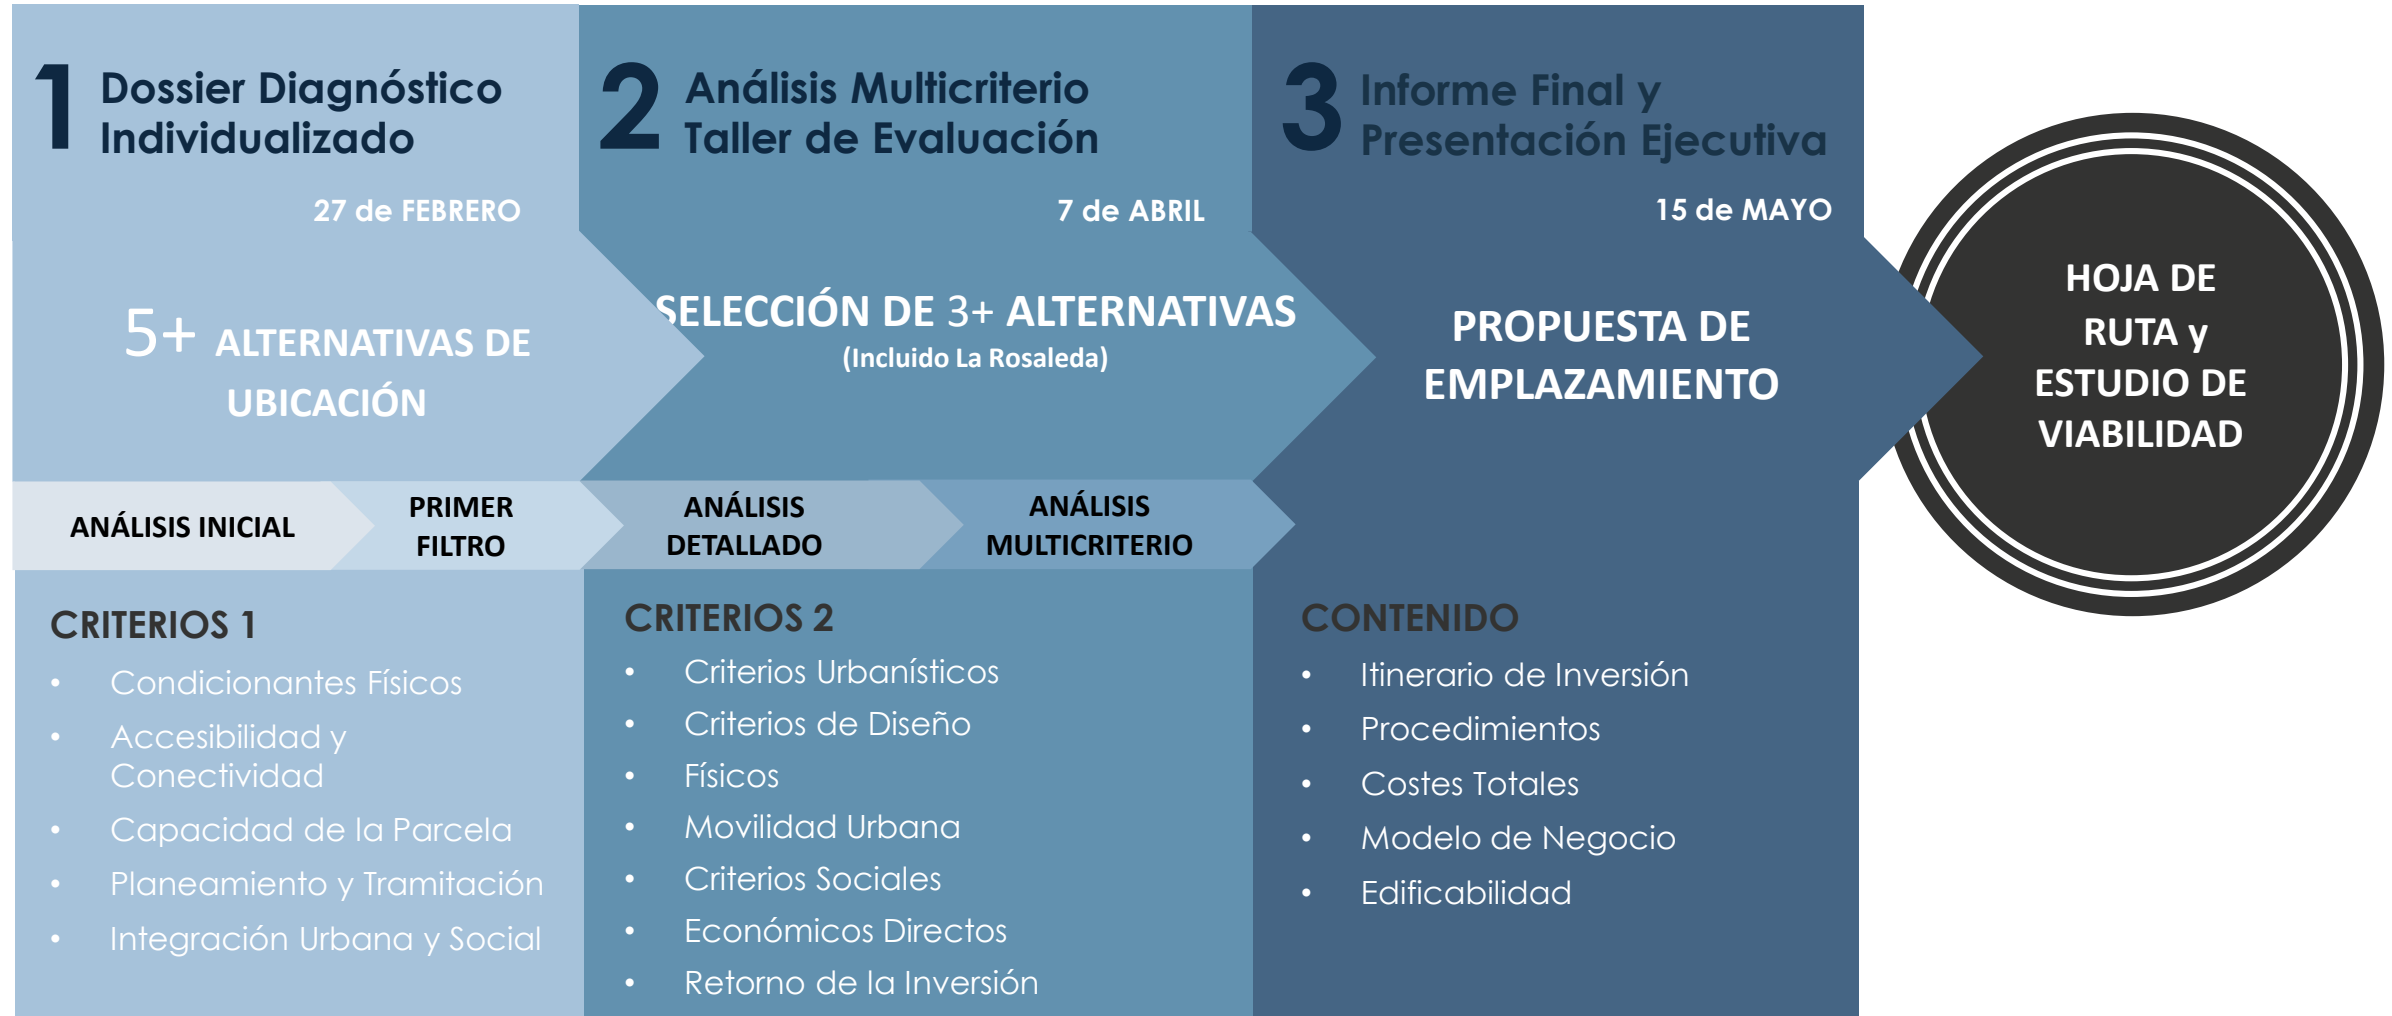 1
Dossier Diagnóstico
Individualizado
27 de FEBRERO
5+ ALTERNATIVAS DE
UBICACIÓN
ANÁLISIS INICIAL
PRIMER
FILTRO
CRITERIOS 1
• Condicionantes Físicos
• Accesibilidad y
Conectividad
• Capacidad de la Parcela
• Planeamiento y Tramitación
• Integración Urbana y Social
2
Análisis Multicriterio
Taller de Evaluación
7 de ABRIL
SELECCIÓN DE 3+ ALTERNATIVAS
(Incluido La Rosaleda)
ANÁLISIS
DETALLADO
ANÁLISIS
MULTICRITERIO
CRITERIOS 2
• Criterios Urbanísticos
• Criterios de Diseño
• Físicos
• Movilidad Urbana
• Criterios Sociales
• Económicos Directos
• Retorno de la Inversión
3
Informe Final y
Presentación Ejecutiva
15 de MAYO
PROPUESTA DE
EMPLAZAMIENTO
CONTENIDO
• Itinerario de Inversión
• Procedimientos
• Costes Totales
• Modelo de Negocio
• Edificabilidad
HOJA DE
RUTA y
ESTUDIO DE
VIABILIDAD